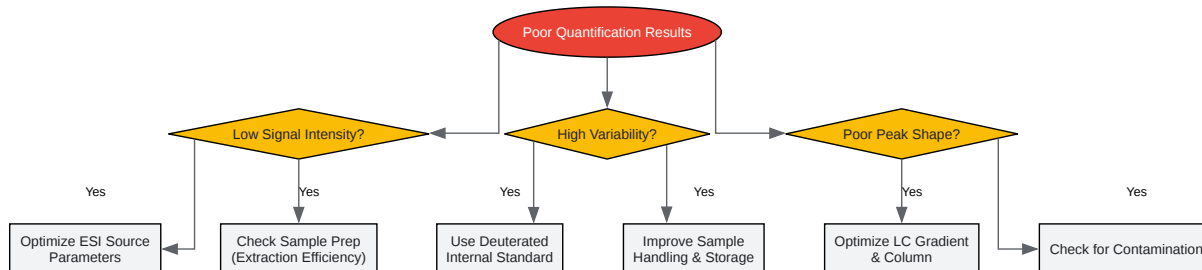 Poor Quantification Results
Low Signal Intensity?
High Variability?
Poor Peak Shape?
Yes
Yes
Yes
Yes
Yes
Yes
Optimize ESI Source
Parameters
Check Sample Prep
(Extraction Efficiency)
Use Deuterated
Internal Standard
Improve Sample
Handling & Storage
Optimize LC Gradient
& Column
Check for Contamination